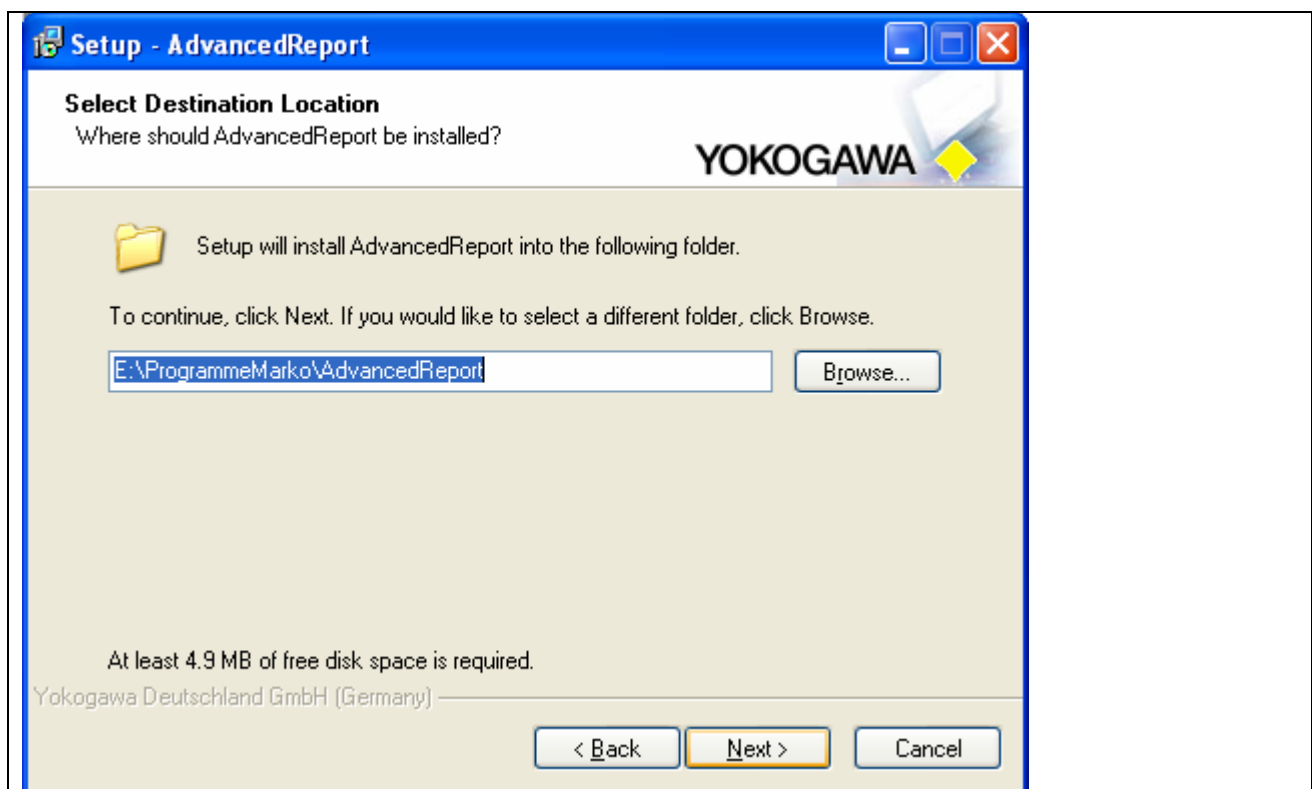 Setup - AdvancedReport
Select Destination Location
Where should AdvancedReport be installed?
YOKOGAWA
Setup will install AdvancedReport into the following folder.
To continue, click Next. If you would like to select a different folder, click Browse.
E:\ProgrammeMarko\AdvancedReport
Browse...
At least 4.9 MB of free disk space is required.
Yokogawa Deutschland GmbH (Germany)
< Back Next > Cancel